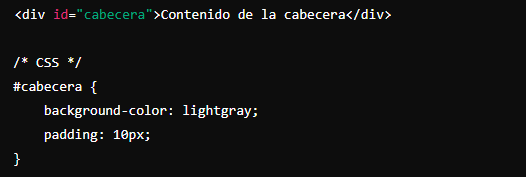 <div id="cabecera">Contenido de la cabecera</div>
/* CSS */
#cabecera {
    background-color: lightgray;
    padding: 10px;
}